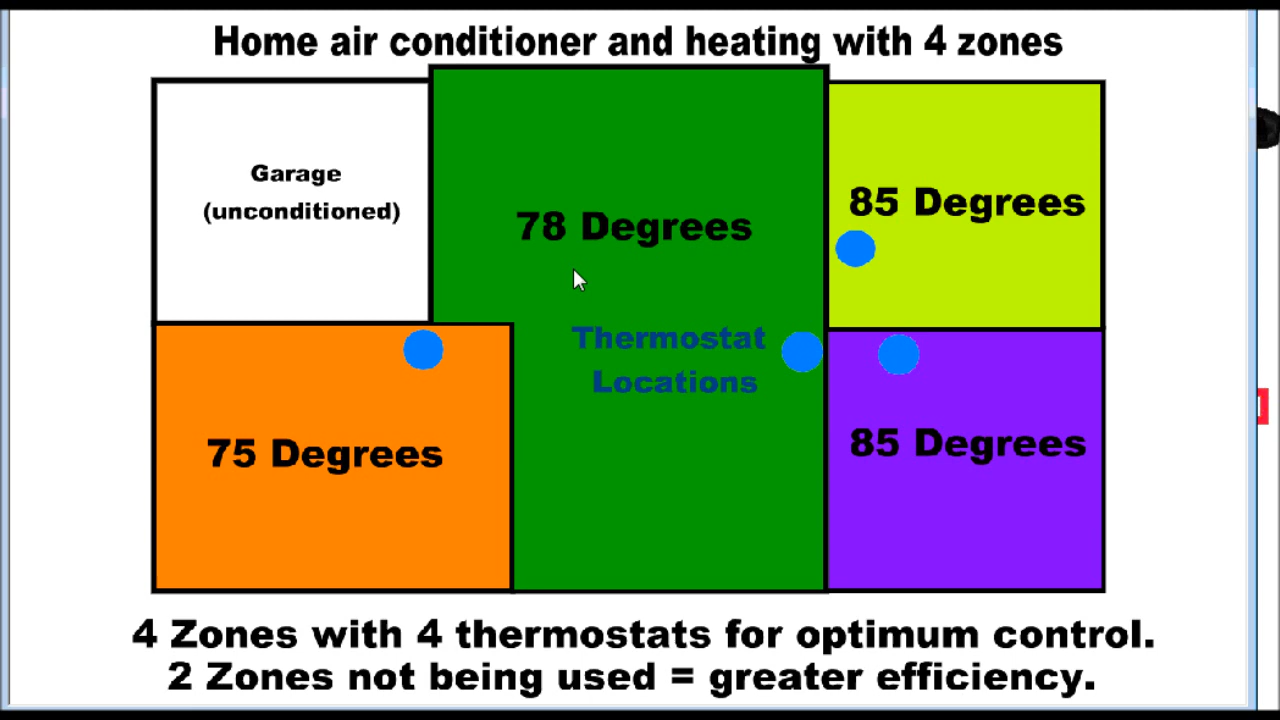 Home air conditioner and heating with 4 zones
Garage
(unconditioned)
78 Degrees
85 Degrees
Thermostat
Locations
75 Degrees
85 Degrees
4 Zones with 4 thermostats for optimum control.
2 Zones not being used = greater efficiency.